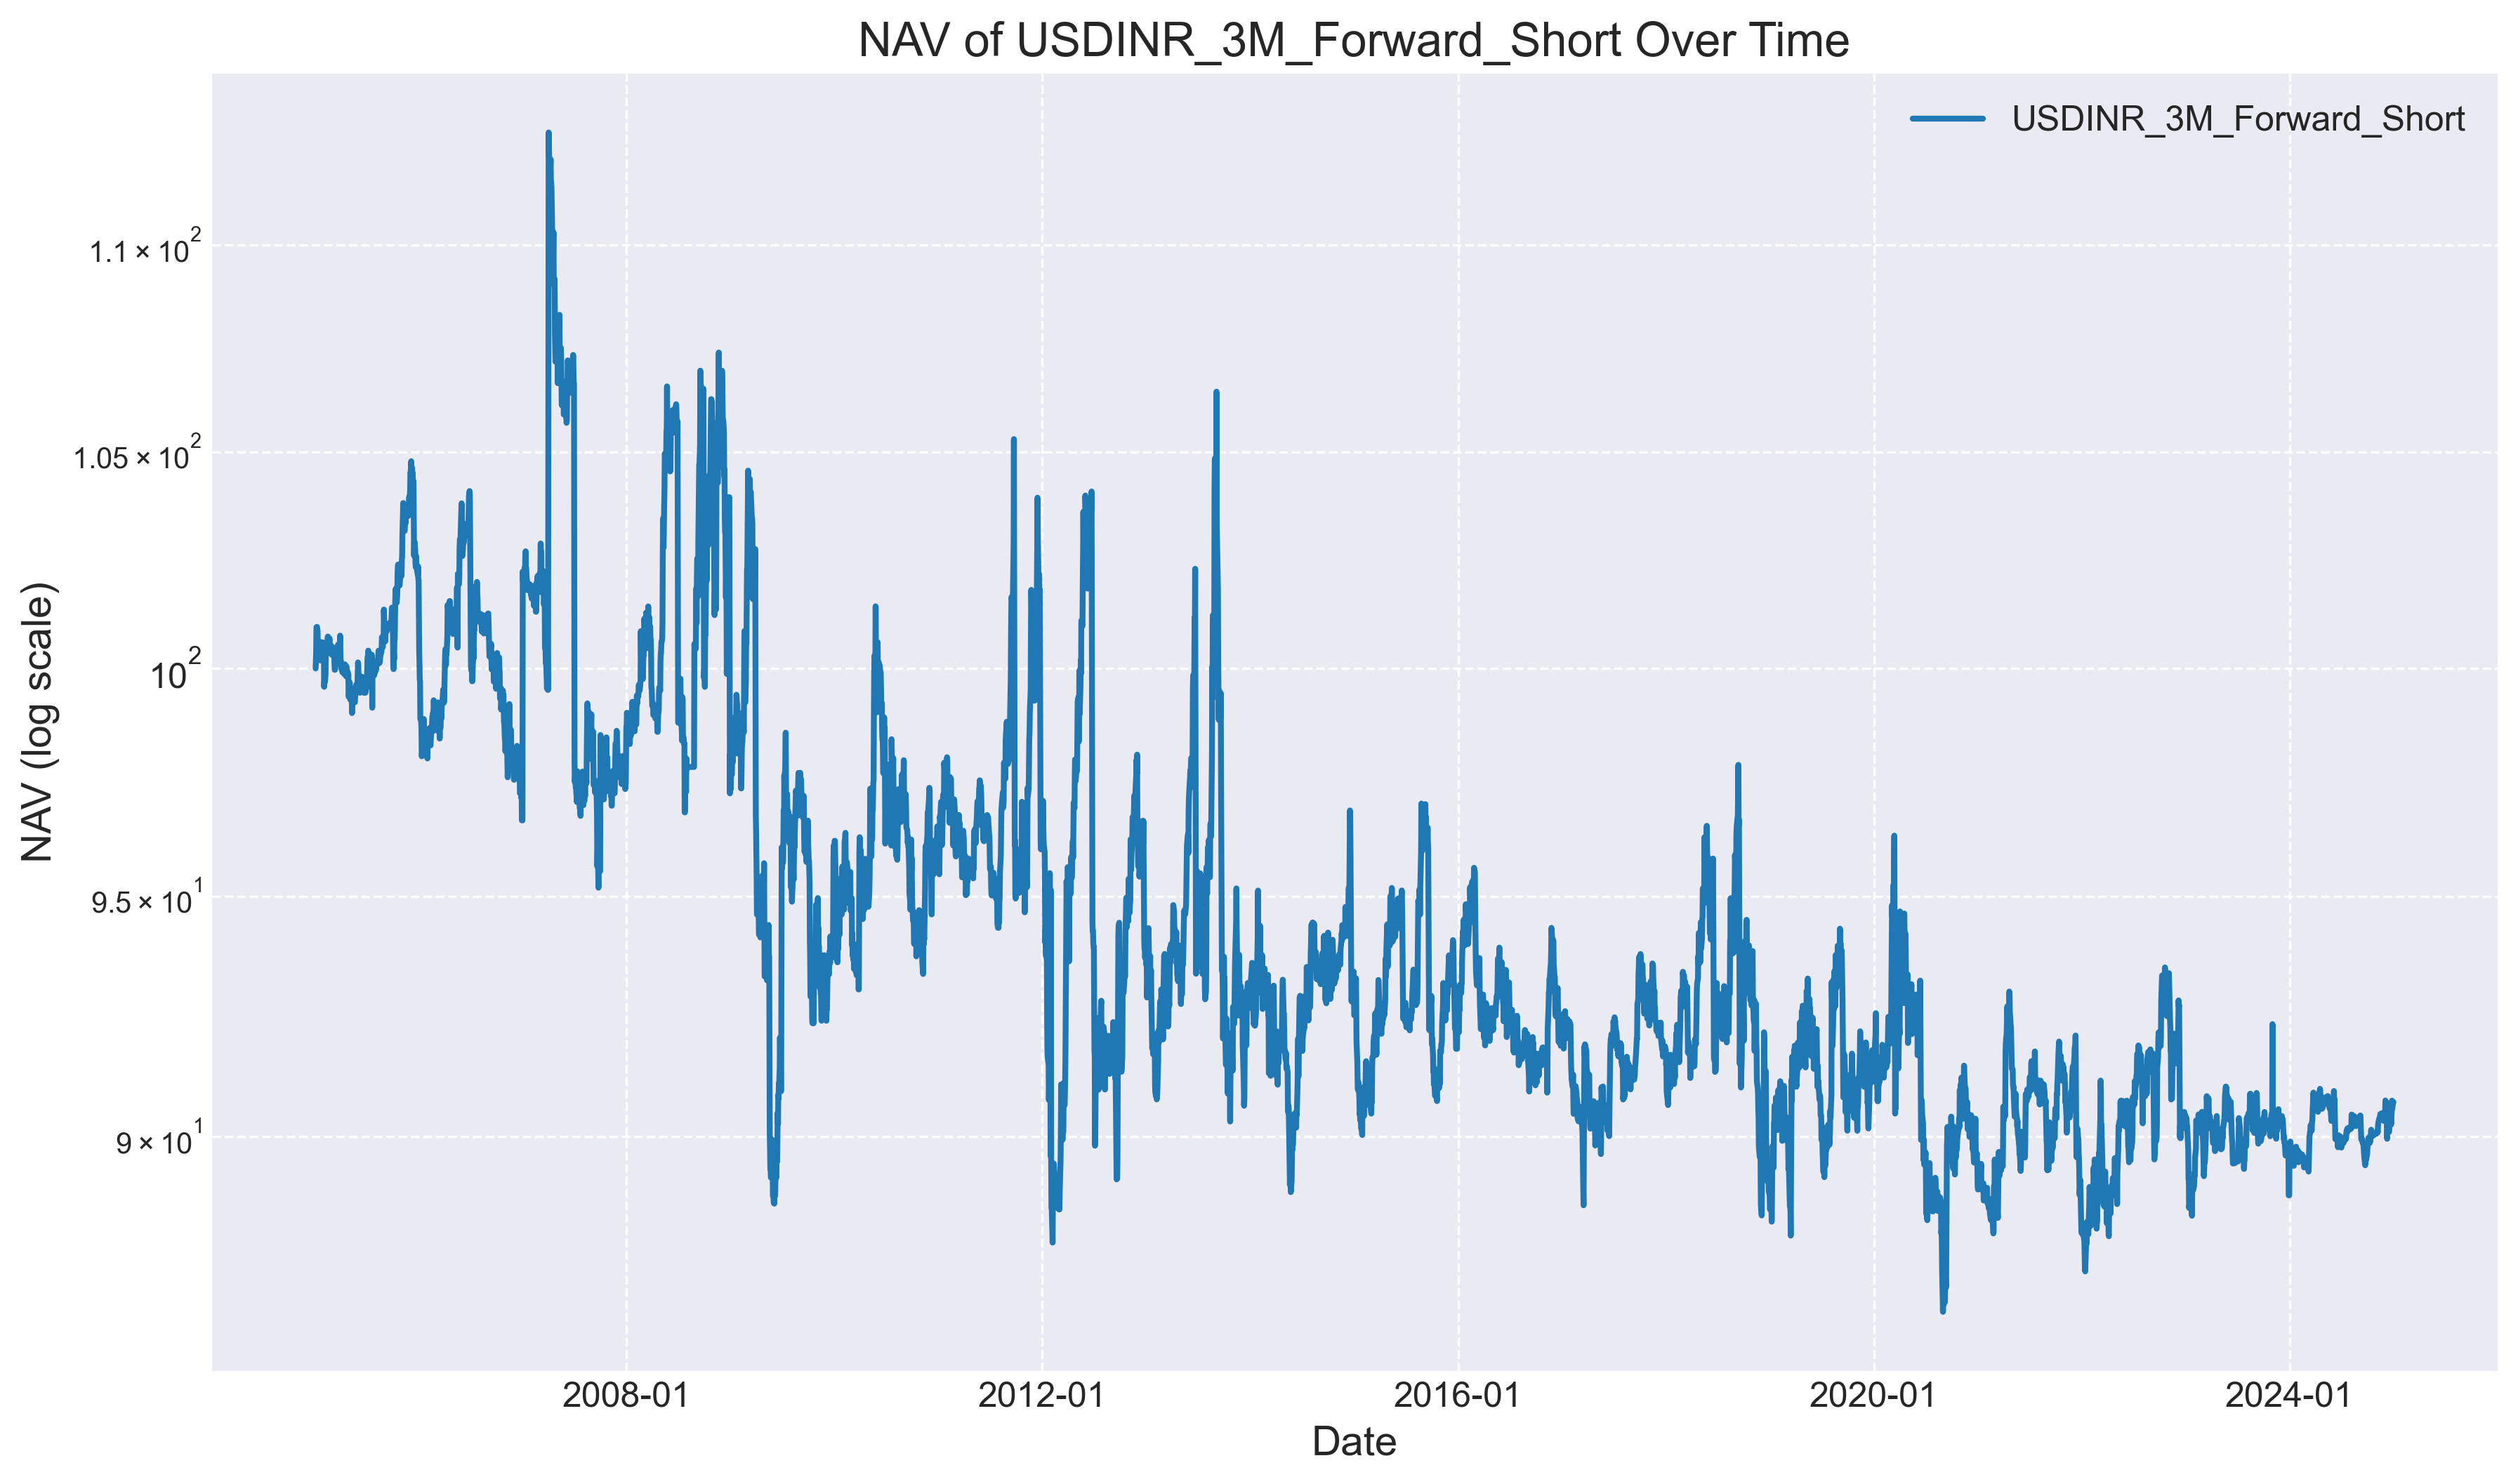 NAV of USDINR_3M_Forward_Short Over Time
USDINR_3M_Forward_Short
1.1 × 10²
1.05 × 10²
10²
9.5 × 10¹
9 × 10¹
NAV (log scale)
2008-01 2012-01 2016-01 2020-01 2024-01
Date